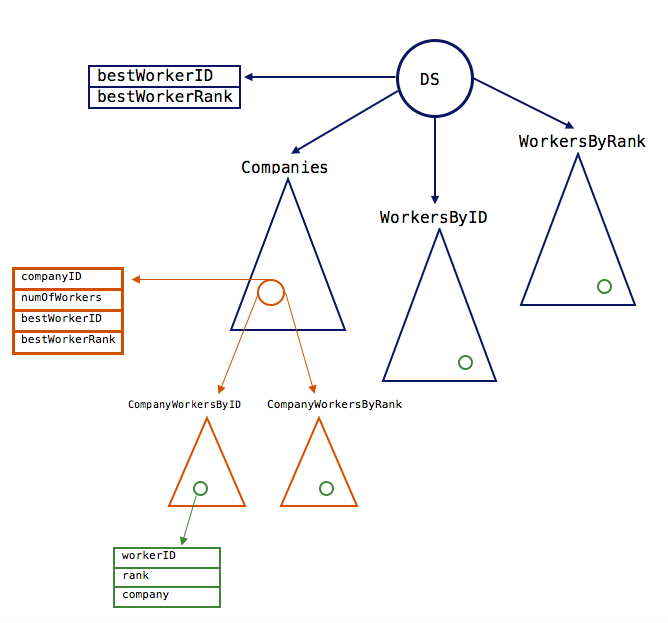 DS
bestWorkerID
bestWorkerRank
WorkersByRank
Companies
WorkersByID
companyID
numOfWorkers
bestWorkerID
bestWorkerRank
CompanyWorkersByID
CompanyWorkersByRank
workerID
rank
company